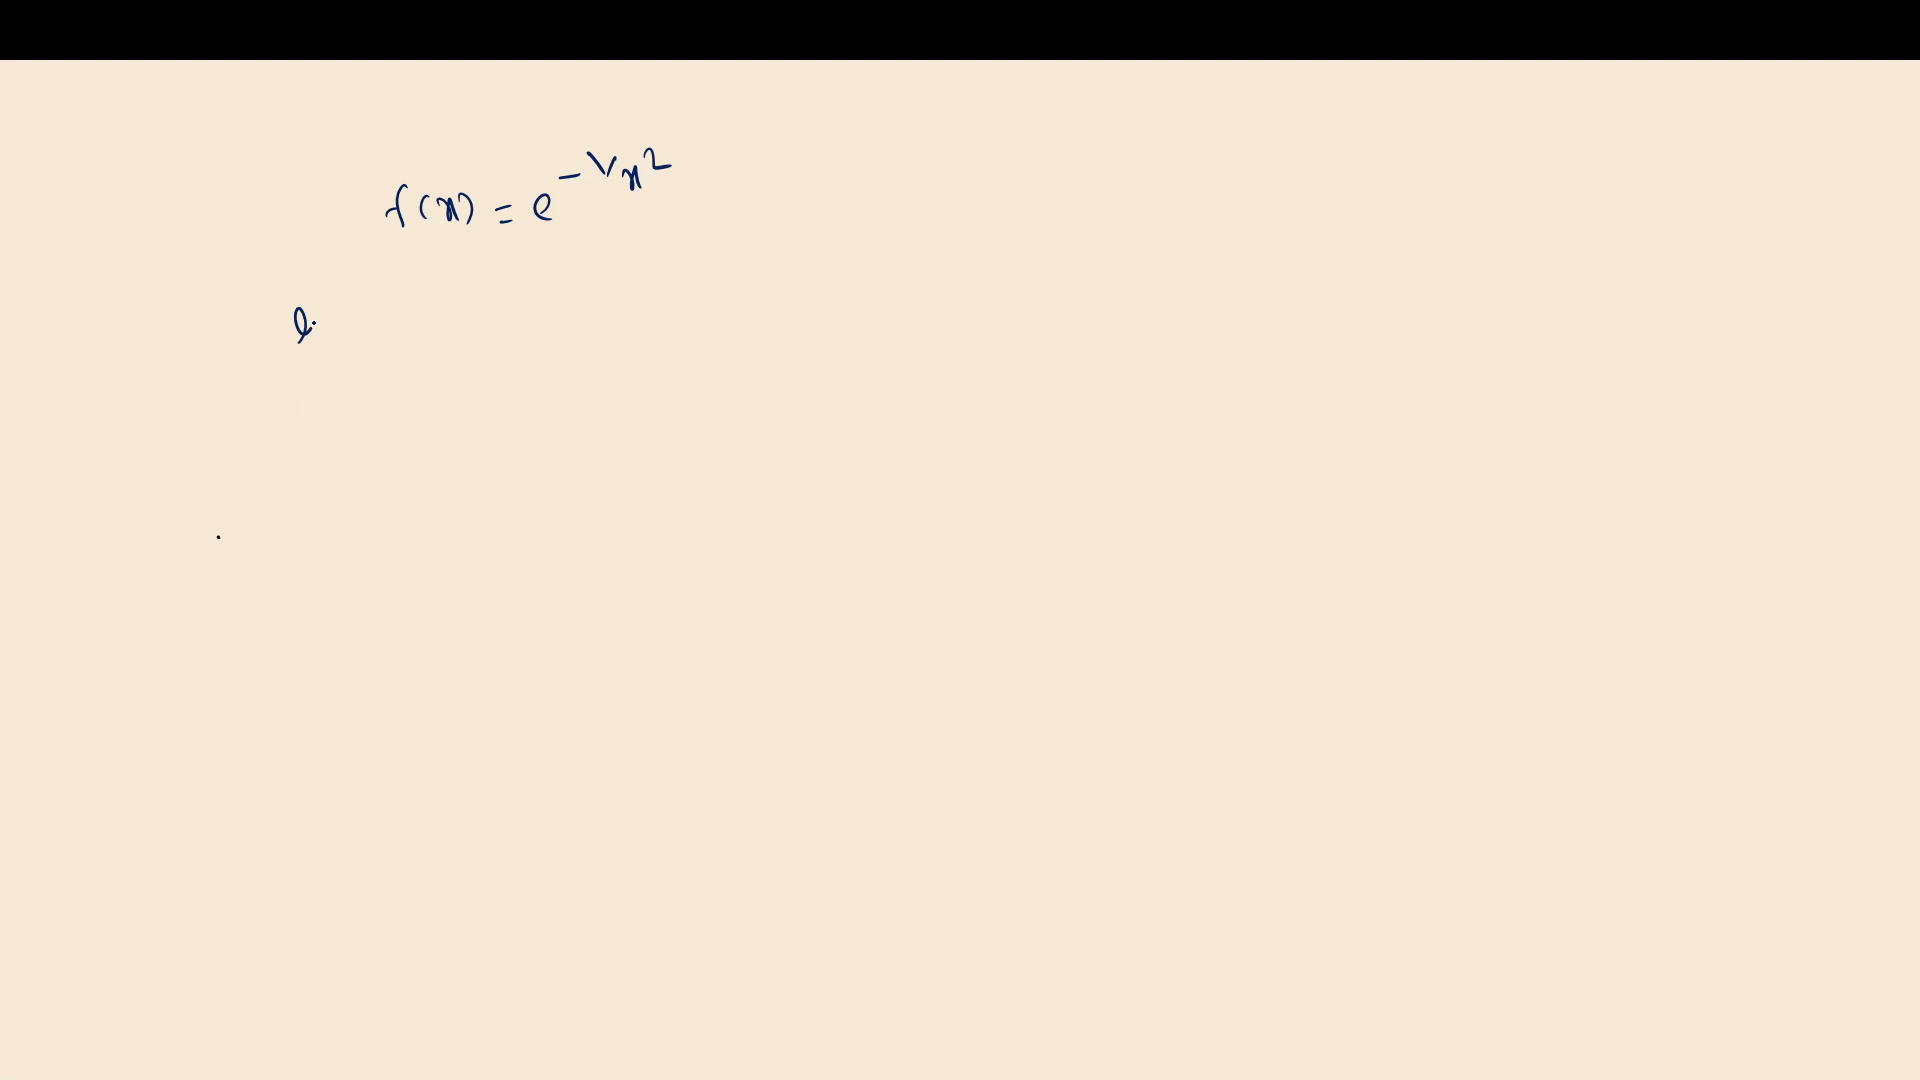 f(x) = e^{-1/x^2}
l